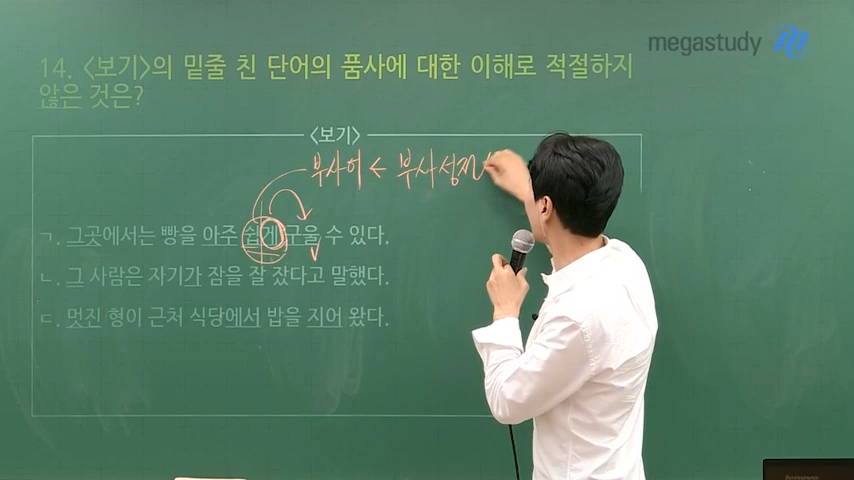 megastudy
14. 〈보기〉의 밑줄 친 단어의 품사에 대한 이해로 적절하지
않은 것은?
〈보기〉
부사어 ← 부사성전
ㄱ. 그곳에서는 빵을 아주 쉽게 구울 수 있다.
ㄴ. 그 사람은 자기가 잠을 잘 잤다고 말했다.
ㄷ. 멋진 형이 근처 식당에서 밥을 지어 왔다.